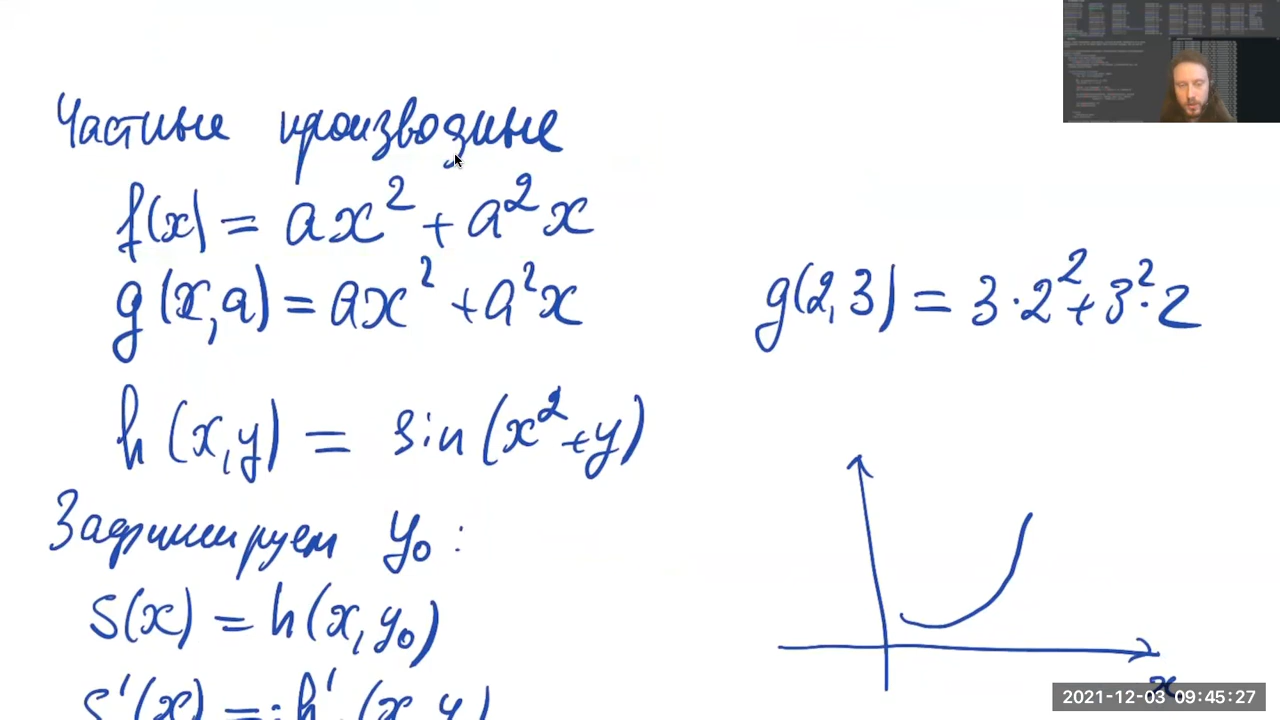 Частные производные
f(x) = ax² + a²x
g(x,a) = ax² + a²x
g(2,3) = 3·2² + 3²·2
h(x,y) = sin(x² + y)
Зафиксируем y₀ :
s(x) = h(x, y₀)
x
s'(x) = h'
2021-12-03 09:45:27